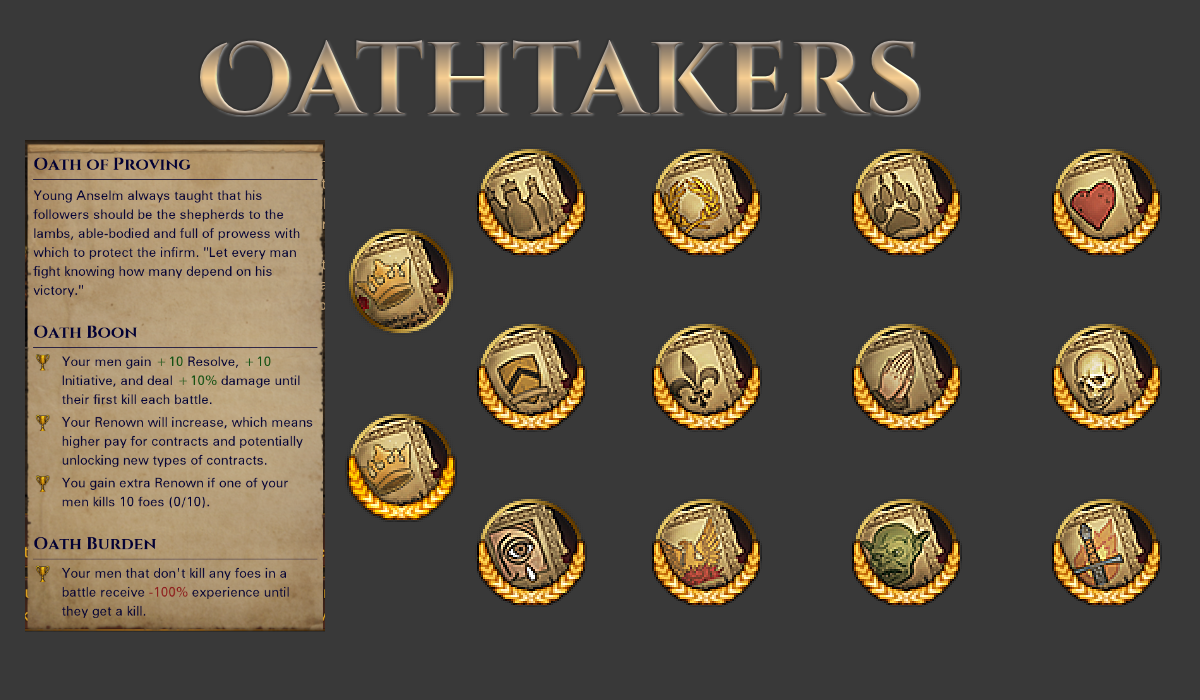 OATHTAKERS
Oath of Proving
Young Anselm always taught that his
followers should be the shepherds to the
lambs, able-bodied and full of prowess with
which to protect the infirm. "Let every man
fight knowing how many depend on his
victory."
Oath Boon
Your men gain +10 Resolve, +10
Initiative, and deal +10% damage until
their first kill each battle.
Your Renown will increase, which means
higher pay for contracts and potentially
unlocking new types of contracts.
You gain extra Renown if one of your
men kills 10 foes (0/10).
Oath Burden
Your men that don't kill any foes in a
battle receive -100% experience until
they get a kill.